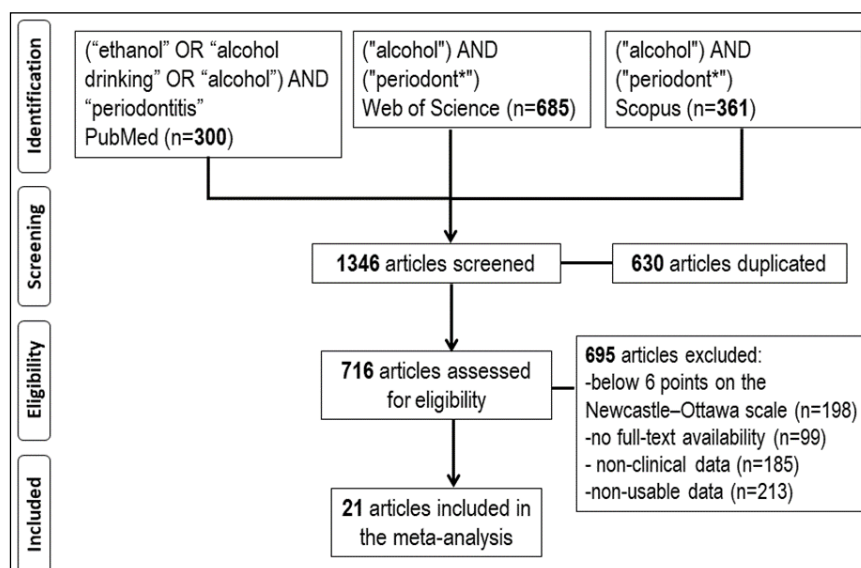 Identification
("ethanol" OR "alcohol
drinking" OR "alcohol") AND
"periodontitis"
PubMed (n=300)
("alcohol") AND
("periodont*")
Web of Science (n=685)
("alcohol") AND
("periodont*")
Scopus (n=361)
Screening
1346 articles screened
630 articles duplicated
Eligibility
716 articles assessed
for eligibility
695 articles excluded:
-below 6 points on the
Newcastle–Ottawa scale (n=198)
-no full-text availability (n=99)
- non-clinical data (n=185)
-non-usable data (n=213)
Included
21 articles included in
the meta-analysis